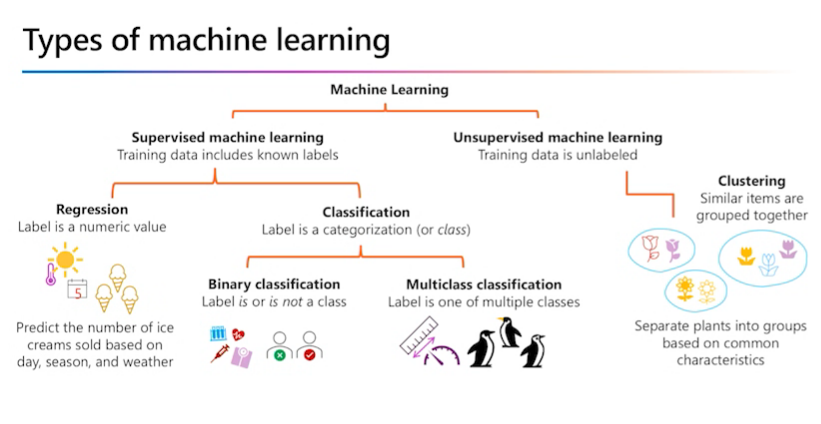 Types of machine learning
Machine Learning
Supervised machine learning
Training data includes known labels
Unsupervised machine learning
Training data is unlabeled
Regression
Label is a numeric value
5
Predict the number of ice
creams sold based on
day, season, and weather
Classification
Label is a categorization (or class)
Binary classification
Label is or is not a class
Multiclass classification
Label is one of multiple classes
Clustering
Similar items are
grouped together
Separate plants into groups
based on common
characteristics